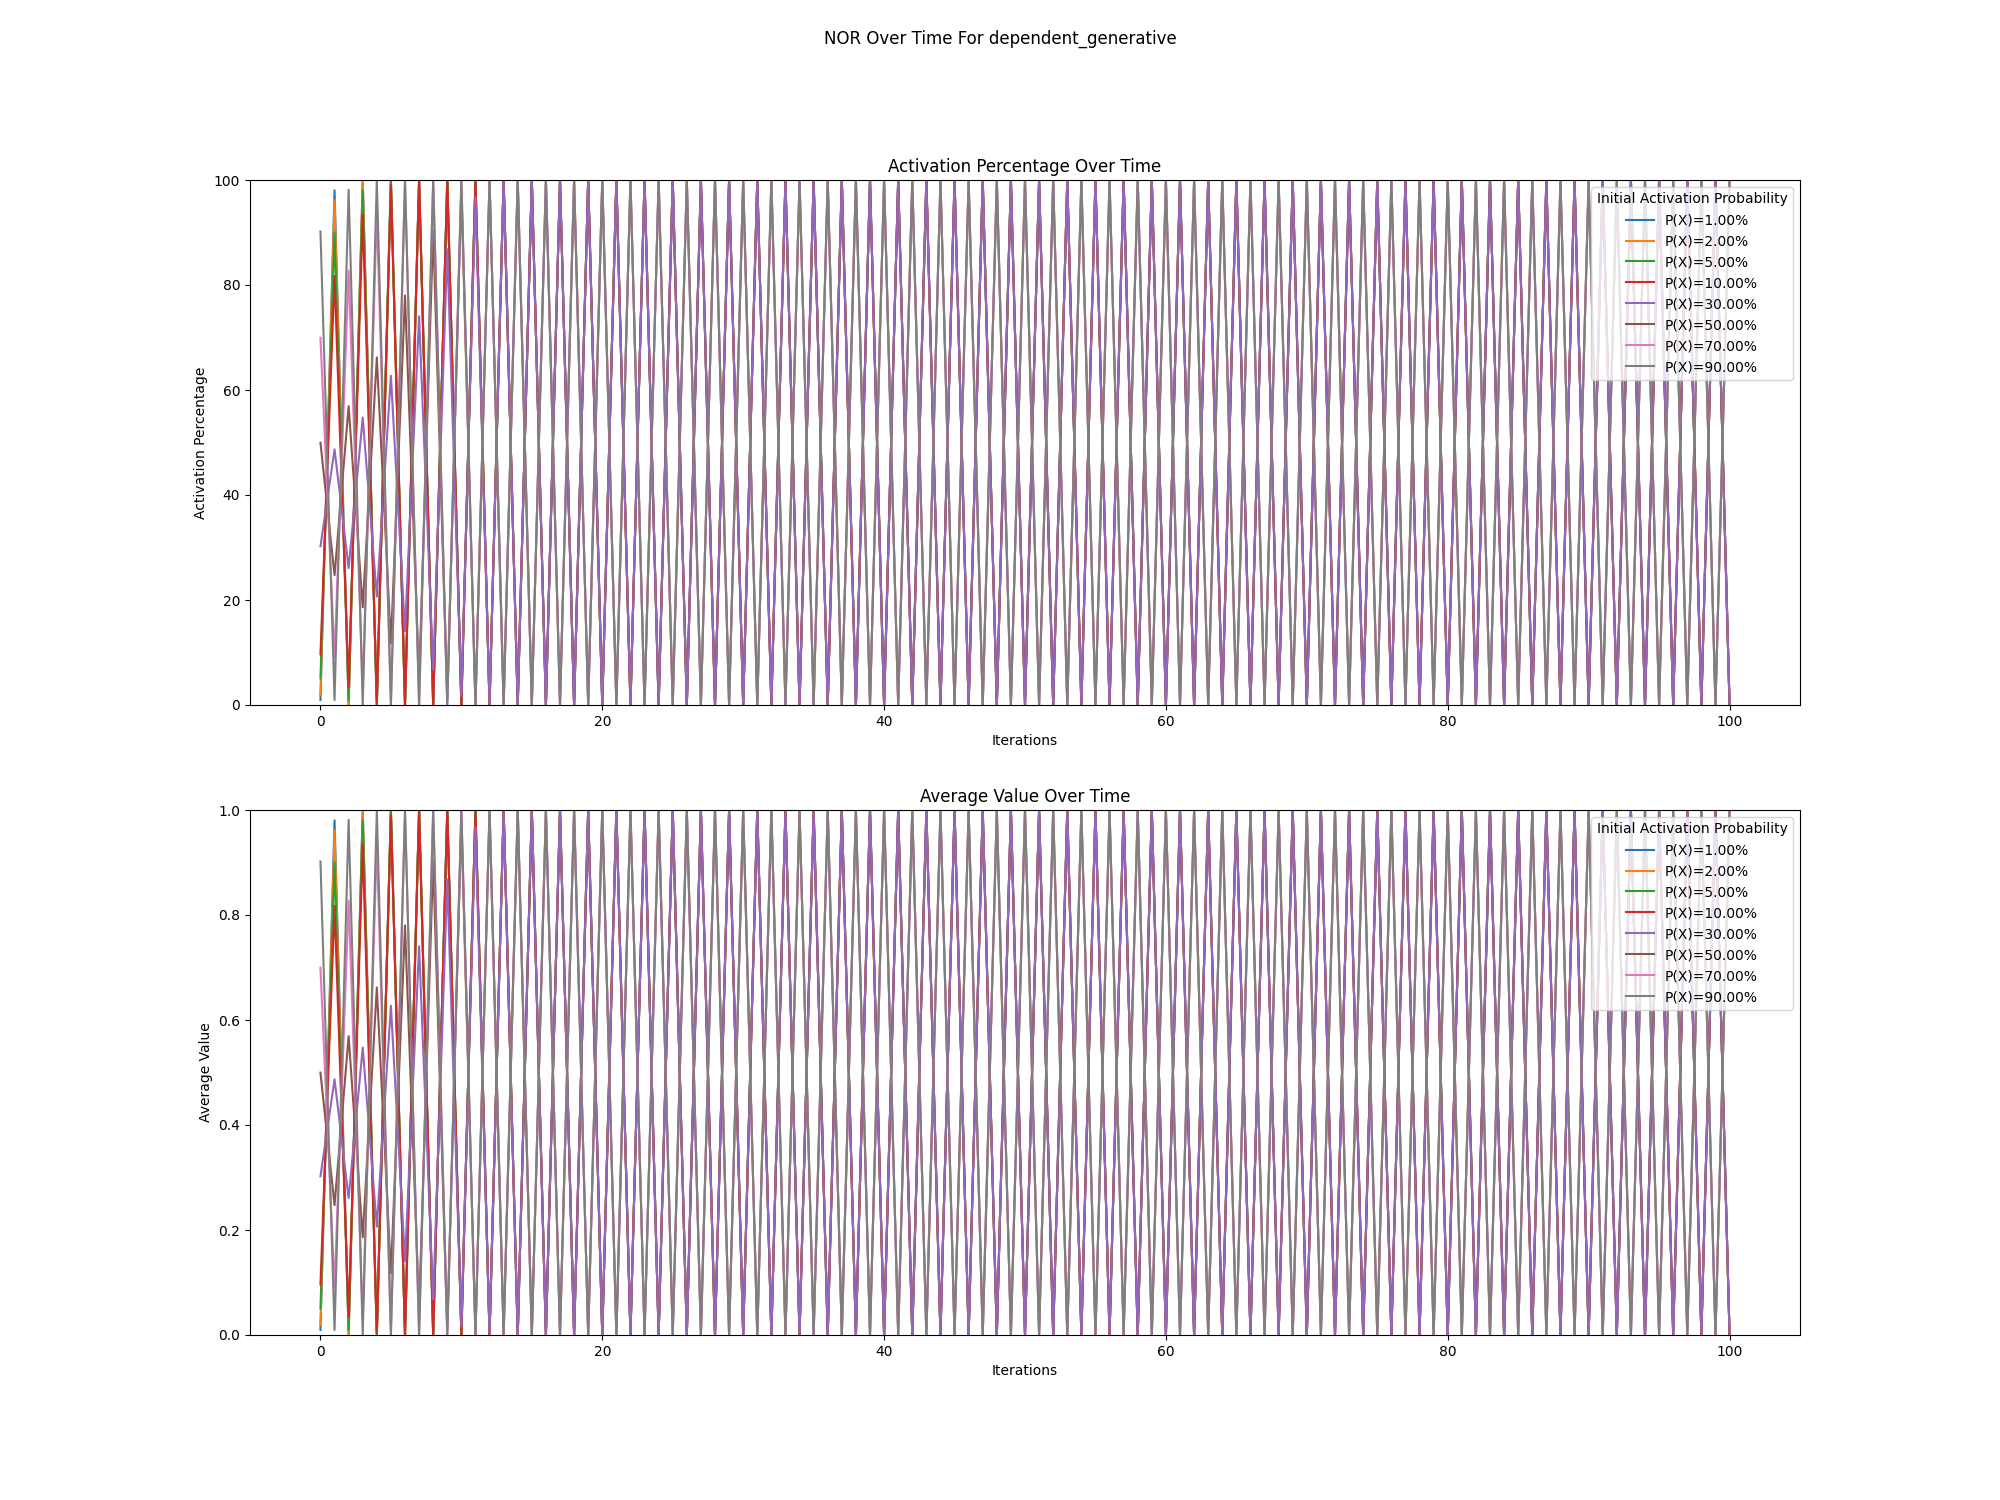 NOR Over Time For dependent_generative
Activation Percentage Over Time
Activation Percentage
100
80
60
40
20
0
Initial Activation Probability
P(X)=1.00%
P(X)=2.00%
P(X)=5.00%
P(X)=10.00%
P(X)=30.00%
P(X)=50.00%
P(X)=70.00%
P(X)=90.00%
0 20 40 60 80 100
Iterations
Average Value Over Time
Average Value
1.0
0.8
0.6
0.4
0.2
0.0
Initial Activation Probability
P(X)=1.00%
P(X)=2.00%
P(X)=5.00%
P(X)=10.00%
P(X)=30.00%
P(X)=50.00%
P(X)=70.00%
P(X)=90.00%
0 20 40 60 80 100
Iterations